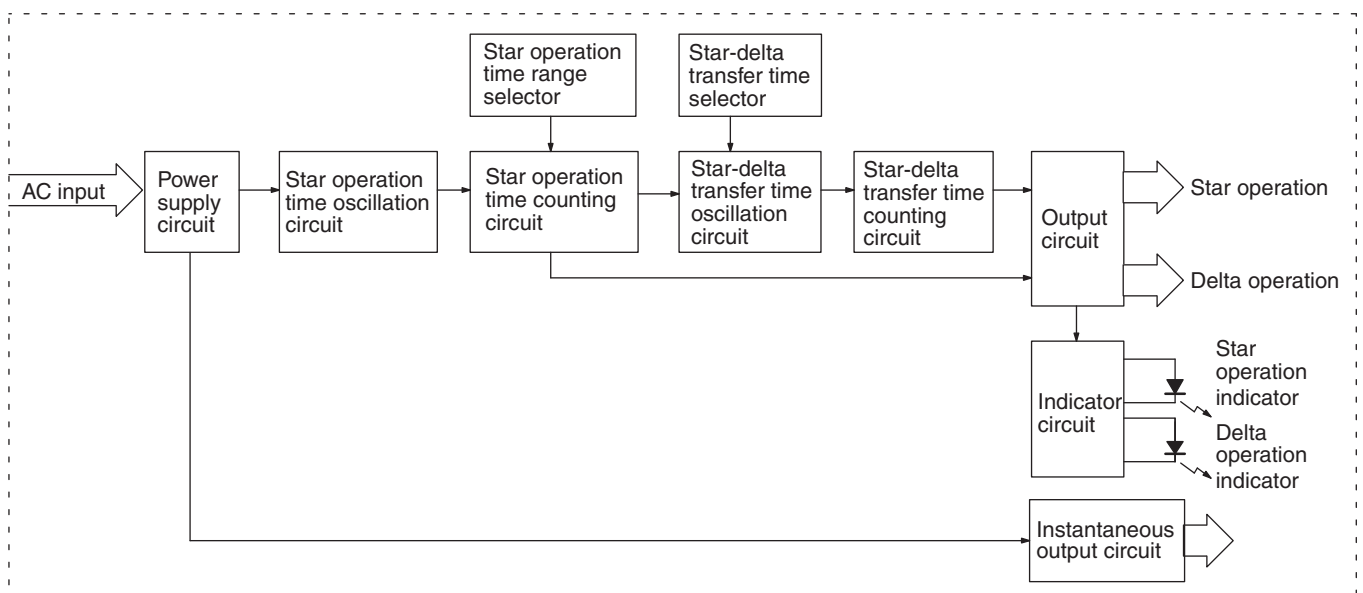 Star operation
time range
selector
Star-delta
transfer time
selector
AC input
Power
supply
circuit
Star operation
time oscillation
circuit
Star operation
time counting
circuit
Star-delta
transfer time
oscillation
circuit
Star-delta
transfer time
counting
circuit
Output
circuit
Star operation
Delta operation
Indicator
circuit
Star
operation
indicator
Delta
operation
indicator
Instantaneous
output circuit